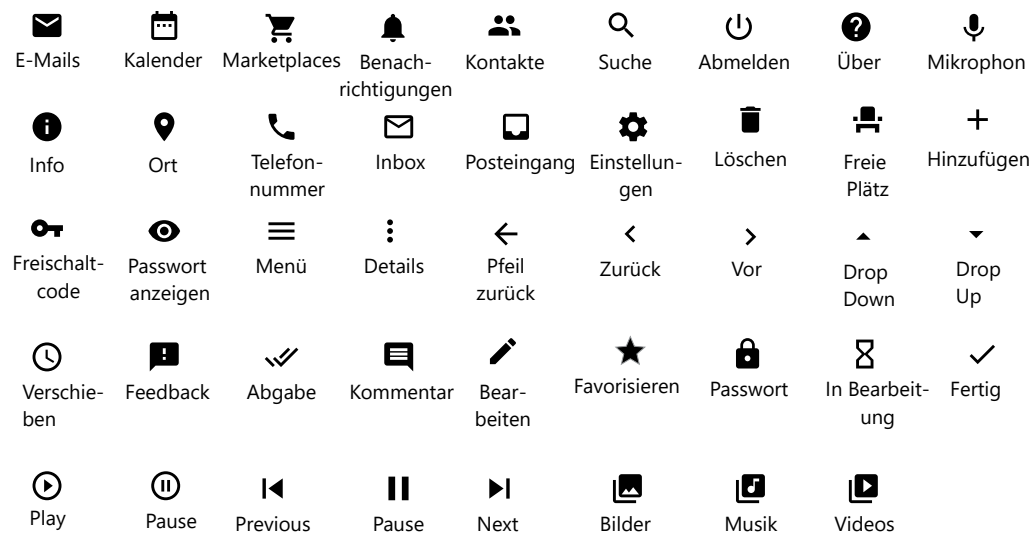 E-Mails Kalender Marketplaces Benach- Kontakte Suche Abmelden Über Mikrophon
richtigungen
Info Ort Telefon- Inbox Posteingang Einstellun- Löschen Freie Hinzufügen
nummer gen Plätz
Freischalt- Passwort Menü Details Pfeil Zurück Vor Drop Drop
code anzeigen zurück Down Up
Verschie- Feedback Abgabe Kommentar Bear- Favorisieren Passwort In Bearbeit- Fertig
ben beiten ung
Play Pause Previous Pause Next Bilder Musik Videos